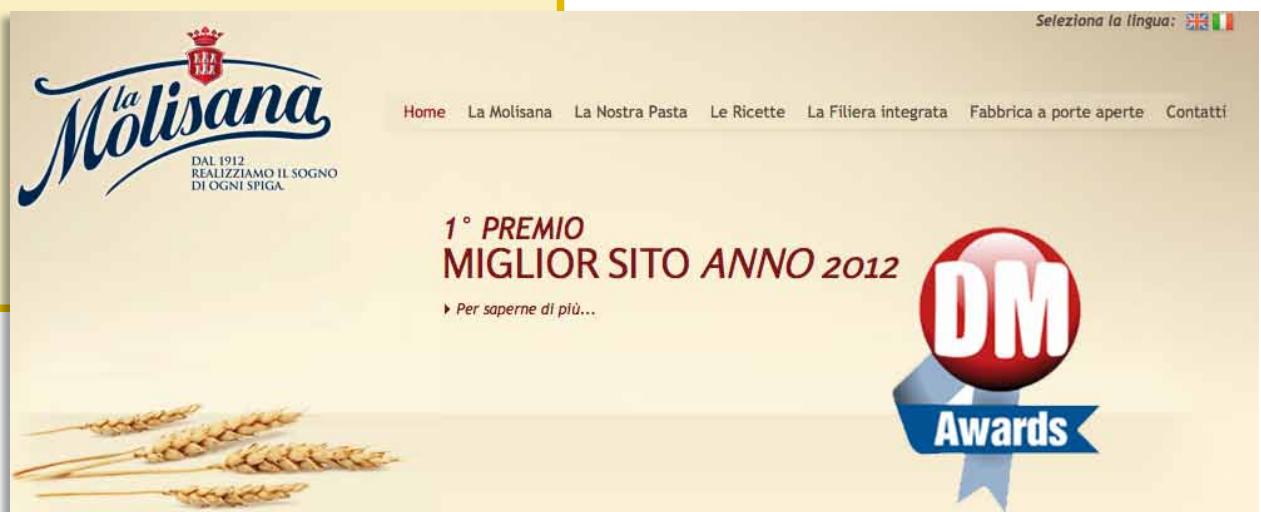 Seleziona la lingua:
la Molisana
DAL 1912
REALIZZIAMO IL SOGNO
DI OGNI SPIGA.
Home La Molisana La Nostra Pasta Le Ricette La Filiera integrata Fabbrica a porte aperte Contatti
1° PREMIO
MIGLIOR SITO ANNO 2012
Per saperne di più...
DM
Awards